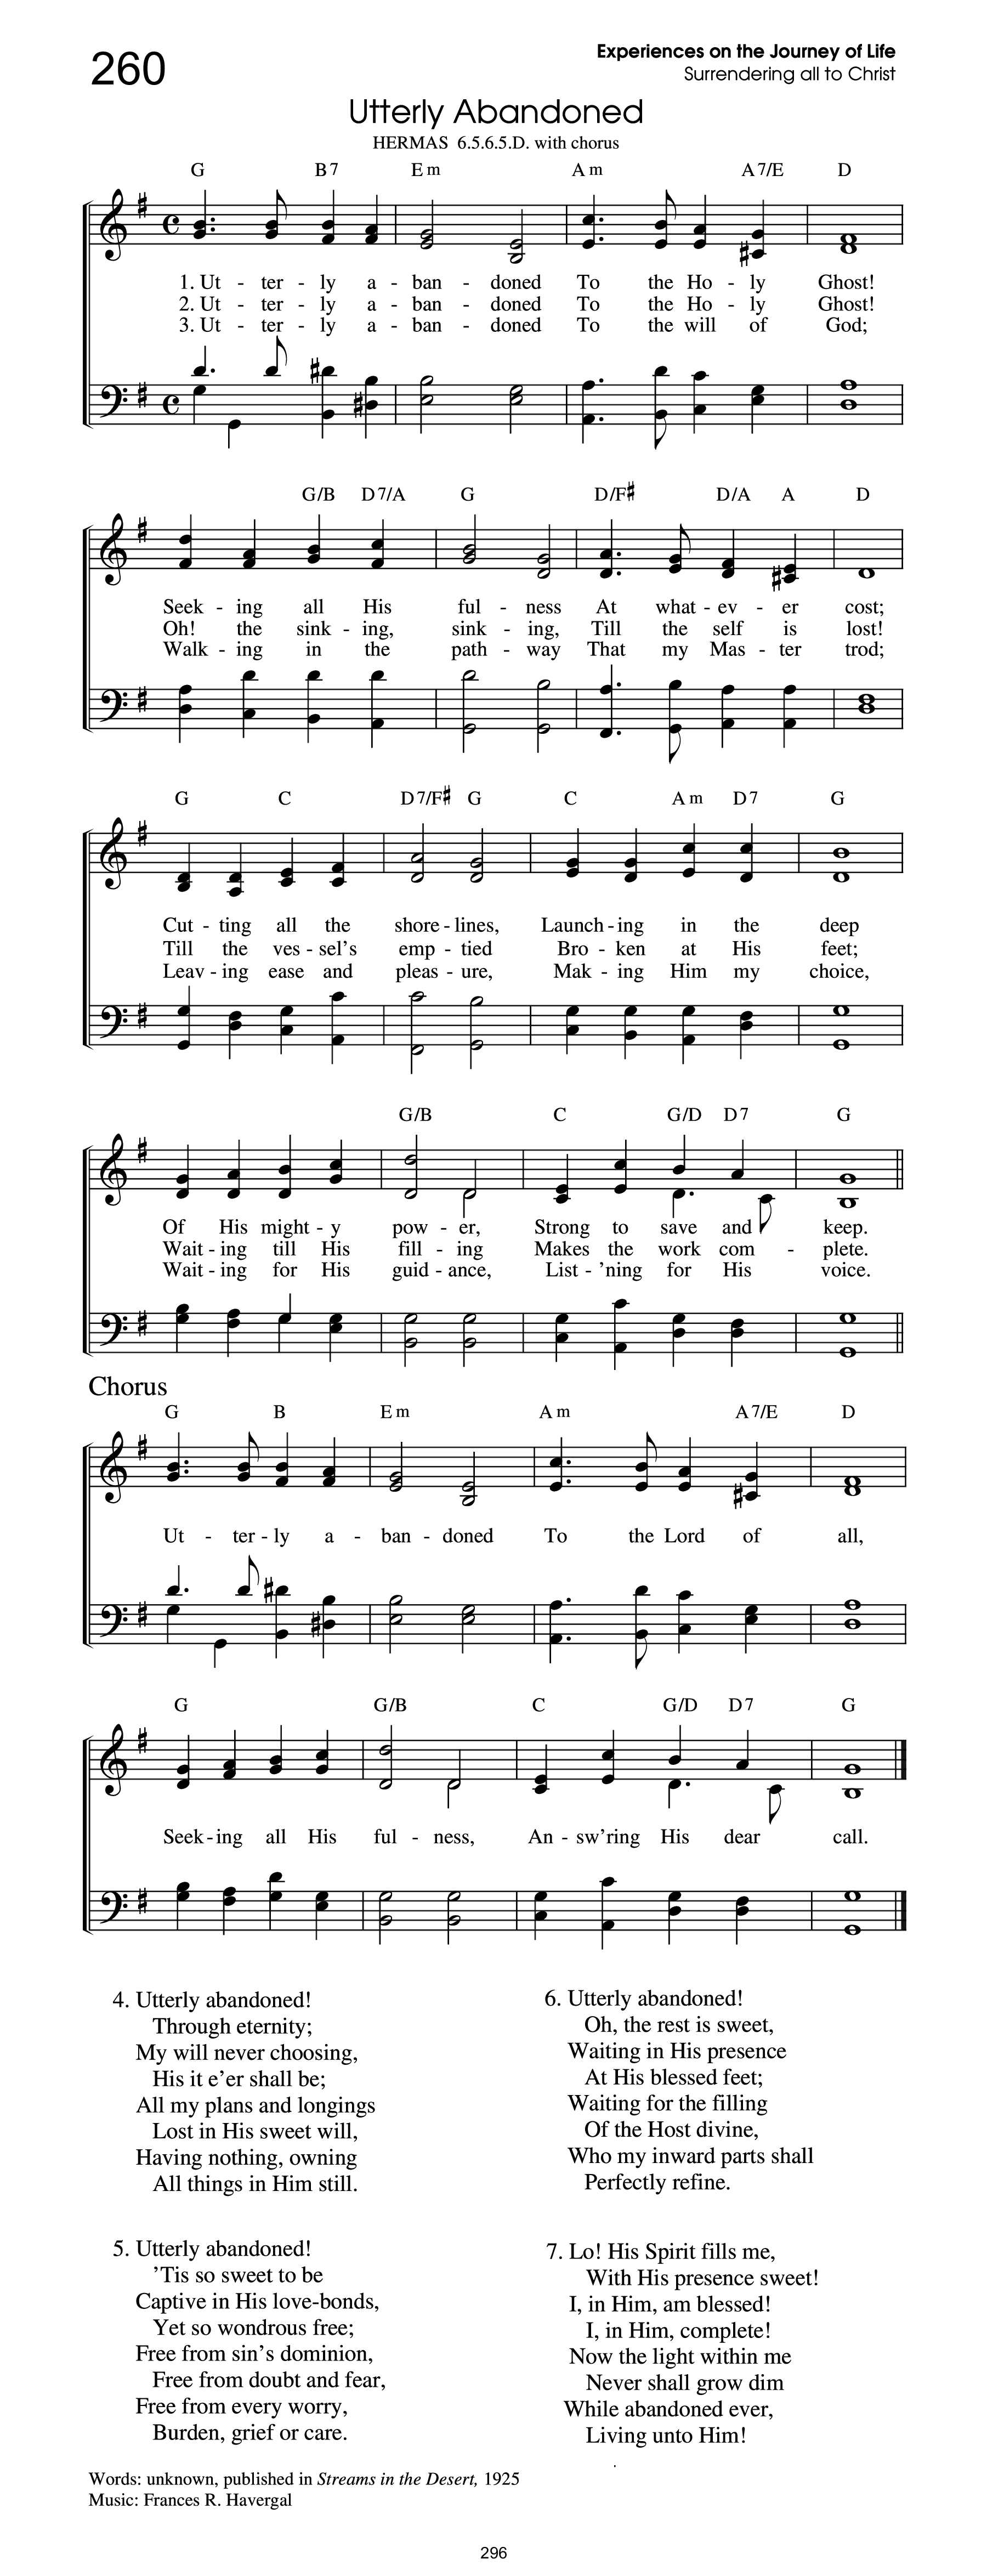 260
Experiences on the Journey of Life
Surrendering all to Christ
Utterly Abandoned
HERMAS 6.5.6.5.D. with chorus
G B7 Em Am A7/E D
1. Ut - ter - ly a - ban - doned To the Ho - ly Ghost!
2. Ut - ter - ly a - ban - doned To the Ho - ly Ghost!
3. Ut - ter - ly a - ban - doned To the will of God;
G/B D7/A G D/F# D/A A D
Seek - ing all His ful - ness At what - ev - er cost;
Oh! the sink - ing, sink - ing, Till the self is lost!
Walk - ing in the path - way That my Mas - ter trod;
G C D7/F# G C Am D7 G
Cut - ting all the shore - lines, Launch - ing in the deep
Till the ves - sel's emp - tied Bro - ken at His feet;
Leav - ing ease and pleas - ure, Mak - ing Him my choice,
G/B C G/D D7 G
Of His might - y pow - er, Strong to save and keep.
Wait - ing till His fill - ing Makes the work com - plete.
Wait - ing for His guid - ance, List - 'ning for His voice.
Chorus
G B Em Am A7/E D
Ut - ter - ly a - ban - doned To the Lord of all,
G G/B C G/D D7 G
Seek - ing all His ful - ness, An - sw'ring His dear call.
4. Utterly abandoned!
Through eternity;
My will never choosing,
His it e'er shall be;
All my plans and longings
Lost in His sweet will,
Having nothing, owning
All things in Him still.
5. Utterly abandoned!
'Tis so sweet to be
Captive in His love-bonds,
Yet so wondrous free;
Free from sin's dominion,
Free from doubt and fear,
Free from every worry,
Burden, grief or care.
6. Utterly abandoned!
Oh, the rest is sweet,
Waiting in His presence
At His blessed feet;
Waiting for the filling
Of the Host divine,
Who my inward parts shall
Perfectly refine.
7. Lo! His Spirit fills me,
With His presence sweet!
I, in Him, am blessed!
I, in Him, complete!
Now the light within me
Never shall grow dim
While abandoned ever,
Living unto Him!
Words: unknown, published in Streams in the Desert, 1925
Music: Frances R. Havergal
296